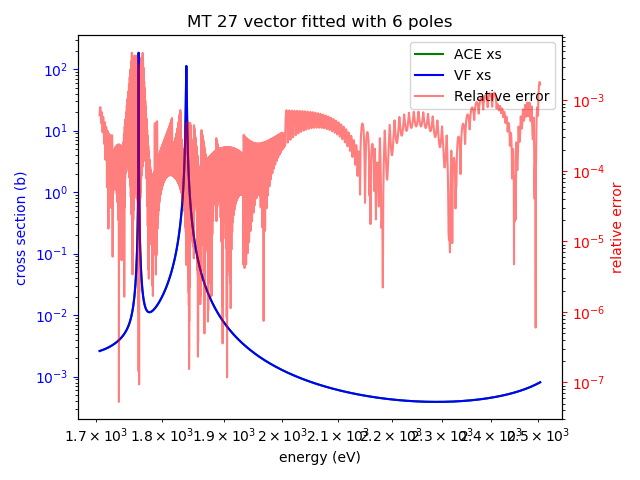 MT 27 vector fitted with 6 poles
ACE xs
VF xs
Relative error
10²
10¹
10⁰
10⁻¹
10⁻²
10⁻³
cross section (b)
10⁻³
10⁻⁴
10⁻⁵
10⁻⁶
10⁻⁷
relative error
1.7 × 10³ 1.8 × 10³ 1.9 × 10³ 2 × 10³ 2.1 × 10³ 2.2 × 10³ 2.3 × 10³ 2.4 × 10³ 2.5 × 10³
energy (eV)